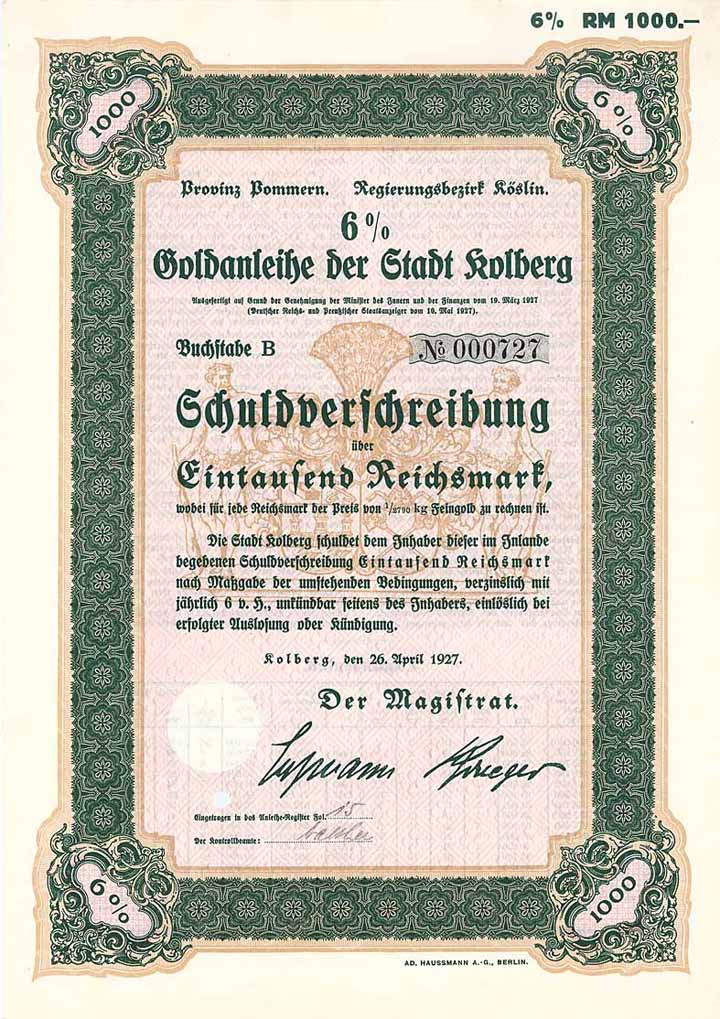 6% RM 1000.—
1000
6%
Provinz Pommern. Regierungsbezirk Köslin.
6%
Goldanleihe der Stadt Kolberg
Ausgefertigt auf Grund der Genehmigung der Minister des Innern und der Finanzen vom 19. März 1927
(Deutscher Reichs- und Preußischer Staatsanzeiger vom 10. Mai 1927).
Buchstabe B № 000727
Schuldverschreibung
über
Eintausend Reichsmark,
wobei für jede Reichsmark der Preis von 1/2790 kg Feingold zu rechnen ist.
Die Stadt Kolberg schuldet dem Inhaber dieser im Inlande
begebenen Schuldverschreibung Eintausend Reichsmark
nach Maßgabe der umstehenden Bedingungen, verzinslich mit
jährlich 6 v. H., unkündbar seitens des Inhabers, einlöslich bei
erfolgter Auslosung oder Kündigung.
Kolberg, den 26. April 1927.
Der Magistrat.
Eingetragen in das Anleihe-Register Fol. 15
Der Kontrollbeamte:
6%
1000
AD. HAUSSMANN A.-G., BERLIN.